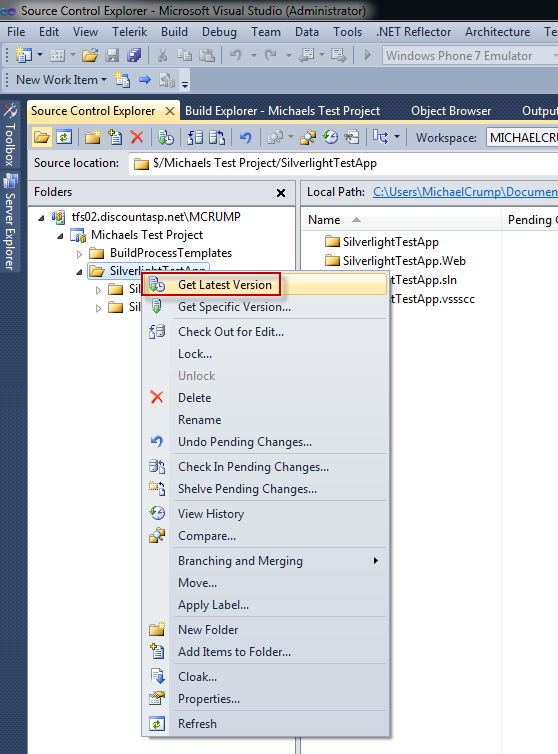 Source Control Explorer - Microsoft Visual Studio (Administrator)
File Edit View Telerik Build Debug Team Data Tools .NET Reflector Architecture Te
Windows Phone 7 Emulator
New Work Item
Source Control Explorer Build Explorer - Michaels Test Project Object Browser Outpu
Workspace: MICHAELCRU
Source location: $/Michaels Test Project/SilverlightTestApp
Toolbox
Server Explorer
Folders
Local Path: C:\Users\MichaelCrump\Documen
Name Pending C
tfs02.discountasp.net\MCRUMP
Michaels Test Project
BuildProcessTemplates
SilverlightTestApp
Sil
Sil
SilverlightTestApp
SilverlightTestApp.Web
tTestApp.sln
tTestApp.vssscc
Get Latest Version
Get Specific Version...
Check Out for Edit...
Lock...
Unlock
Delete
Rename
Undo Pending Changes...
Check In Pending Changes...
Shelve Pending Changes...
View History
Compare...
Branching and Merging
Move...
Apply Label...
New Folder
Add Items to Folder...
Cloak...
Properties...
Refresh